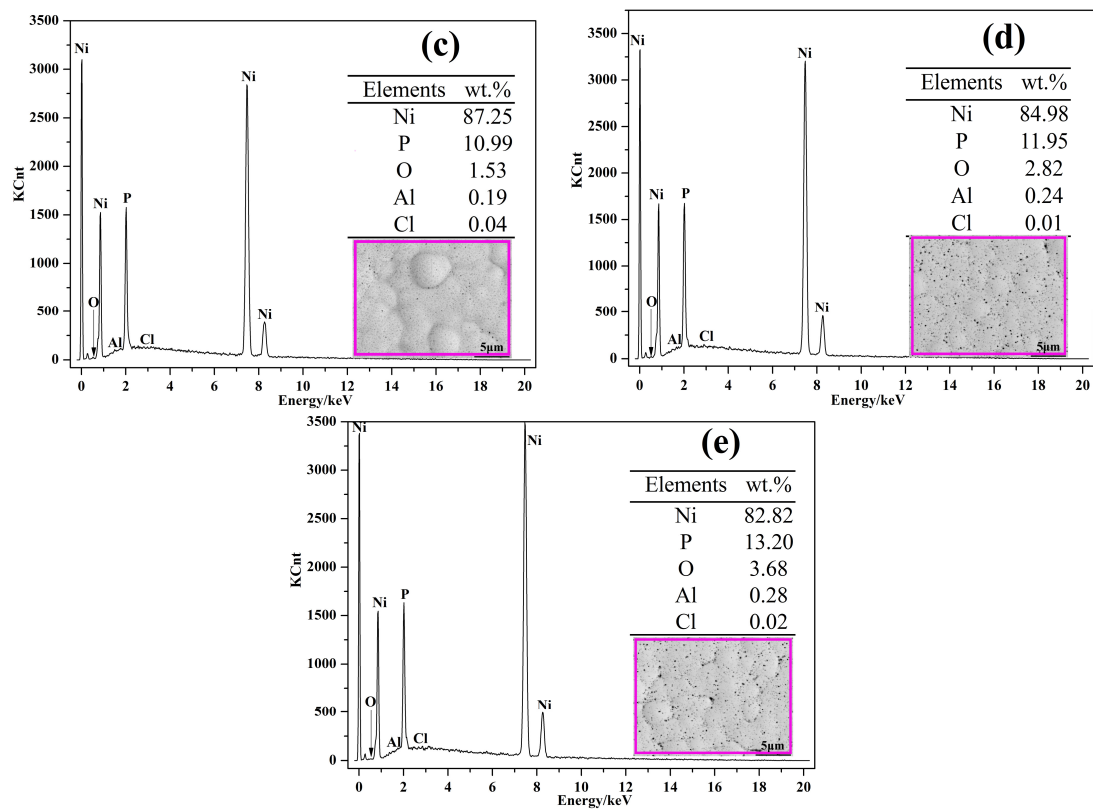 (c)
3500
3000
2500
2000
1500
1000
500
0
KCnt
Ni
Ni
P
O
Al
Cl
Ni
Ni
Elements wt.%
Ni 87.25
P 10.99
O 1.53
Al 0.19
Cl 0.04
5μm
0 2 4 6 8 10 12 14 16 18 20
Energy/keV
(d)
3500
3000
2500
2000
1500
1000
500
0
KCnt
Ni
Ni
P
O
Al
Cl
Ni
Ni
Elements wt.%
Ni 84.98
P 11.95
O 2.82
Al 0.24
Cl 0.01
5μm
0 2 4 6 8 10 12 14 16 18 20
Energy/keV
(e)
3500
3000
2500
2000
1500
1000
500
0
KCnt
Ni
Ni
P
O
Al
Cl
Ni
Ni
Elements wt.%
Ni 82.82
P 13.20
O 3.68
Al 0.28
Cl 0.02
5μm
0 2 4 6 8 10 12 14 16 18 20
Energy/keV